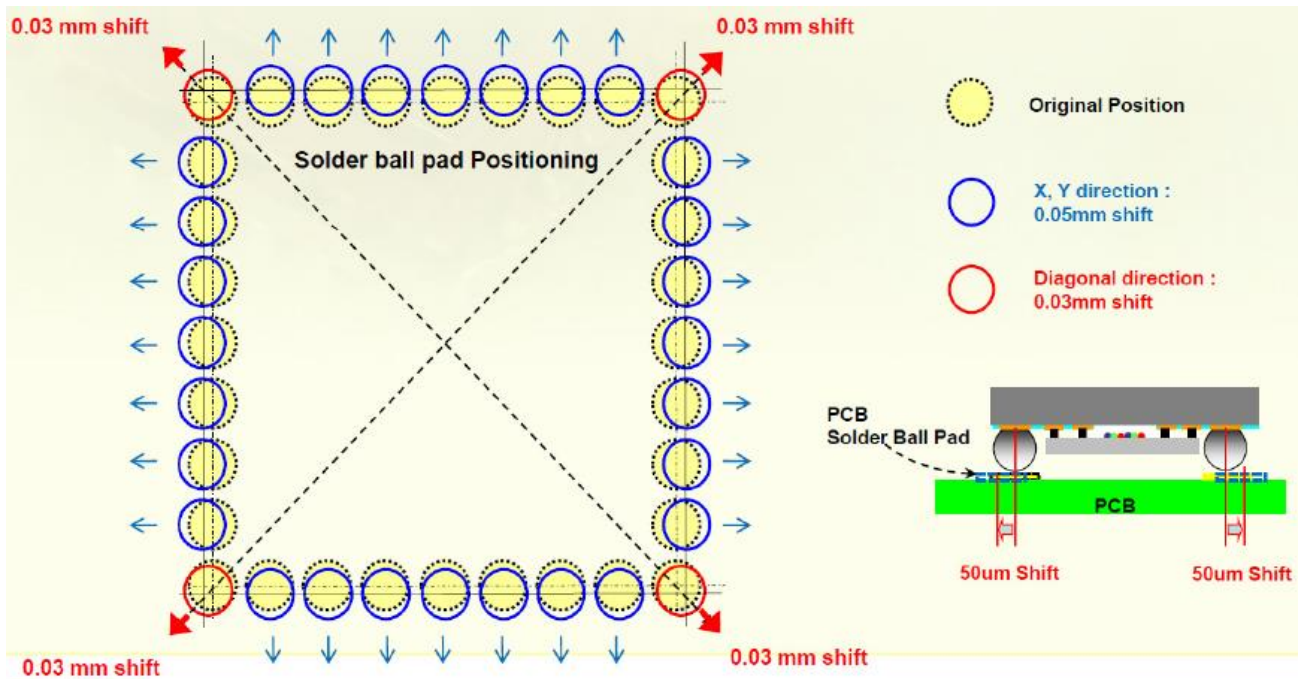 0.03 mm shift
0.03 mm shift
Original Position
Solder ball pad Positioning
X, Y direction :
0.05mm shift
Diagonal direction :
0.03mm shift
PCB
Solder Ball Pad
PCB
50um Shift
50um Shift
0.03 mm shift
0.03 mm shift